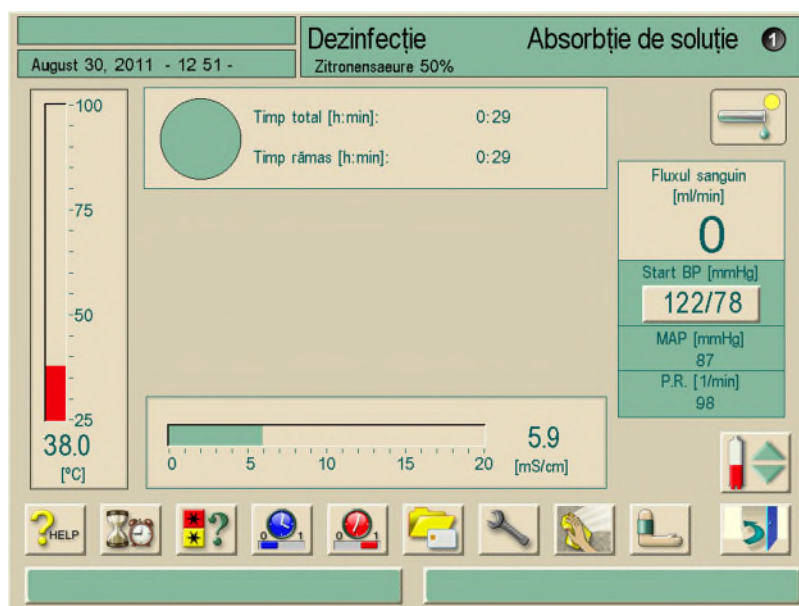 Dezinfecție
Absorbție de soluție
1
August 30, 2011 - 12 51 -
Zitronensaeure 50%
100
75
50
25
38.0
[ºC]
Timp total [h:min]: 0:29
Timp rămas [h:min]: 0:29
Fluxul sanguin
[ml/min]
0
Start BP [mmHg]
122/78
MAP [mmHg]
87
P.R. [1/min]
98
0 5 10 15 20
5.9
[mS/cm]
?HELP
?
0 1
0 1